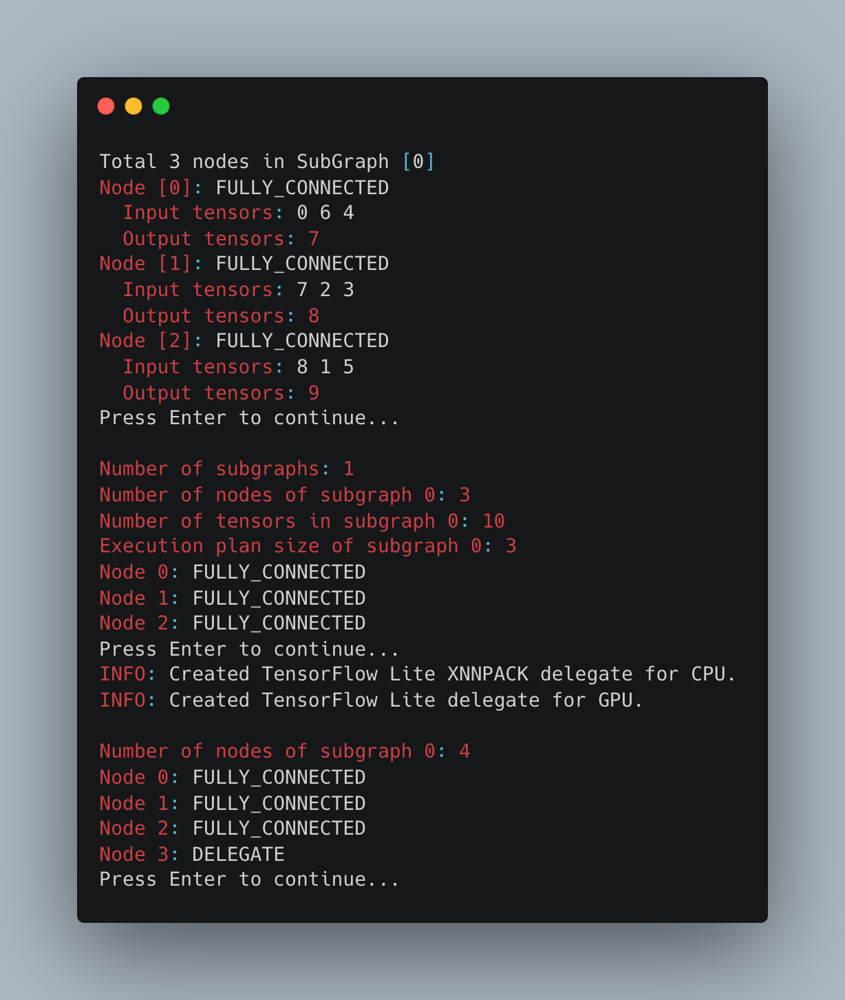 Total 3 nodes in SubGraph [0]
Node [0]: FULLY_CONNECTED
  Input tensors: 0 6 4
  Output tensors: 7
Node [1]: FULLY_CONNECTED
  Input tensors: 7 2 3
  Output tensors: 8
Node [2]: FULLY_CONNECTED
  Input tensors: 8 1 5
  Output tensors: 9
Press Enter to continue...

Number of subgraphs: 1
Number of nodes of subgraph 0: 3
Number of tensors in subgraph 0: 10
Execution plan size of subgraph 0: 3
Node 0: FULLY_CONNECTED
Node 1: FULLY_CONNECTED
Node 2: FULLY_CONNECTED
Press Enter to continue...
INFO: Created TensorFlow Lite XNNPACK delegate for CPU.
INFO: Created TensorFlow Lite delegate for GPU.

Number of nodes of subgraph 0: 4
Node 0: FULLY_CONNECTED
Node 1: FULLY_CONNECTED
Node 2: FULLY_CONNECTED
Node 3: DELEGATE
Press Enter to continue...